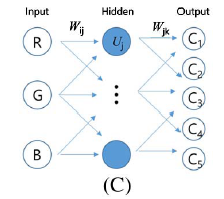 Input Hidden Output
Wij Wjk
R Uj C1
C2
G C3
C4
B C5
(C)